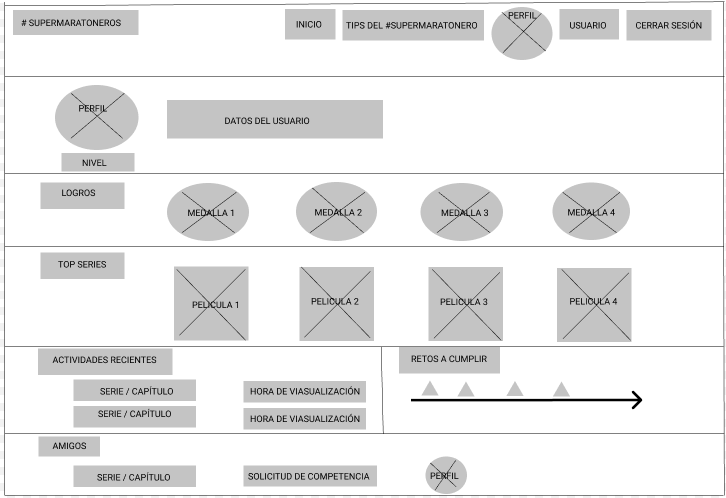 # SUPERMARATONEROS
INICIO
TIPS DEL #SUPERMARATONERO
PERFIL
USUARIO
CERRAR SESIÓN
PERFIL
DATOS DEL USUARIO
NIVEL
LOGROS
MEDALLA 1
MEDALLA 2
MEDALLA 3
MEDALLA 4
TOP SERIES
PELICULA 1
PELICULA 2
PELICULA 3
PELICULA 4
ACTIVIDADES RECIENTES
SERIE / CAPÍTULO
HORA DE VIASUALIZACIÓN
SERIE / CAPÍTULO
HORA DE VIASUALIZACIÓN
RETOS A CUMPLIR
AMIGOS
SERIE / CAPÍTULO
SOLICITUD DE COMPETENCIA
PERFIL